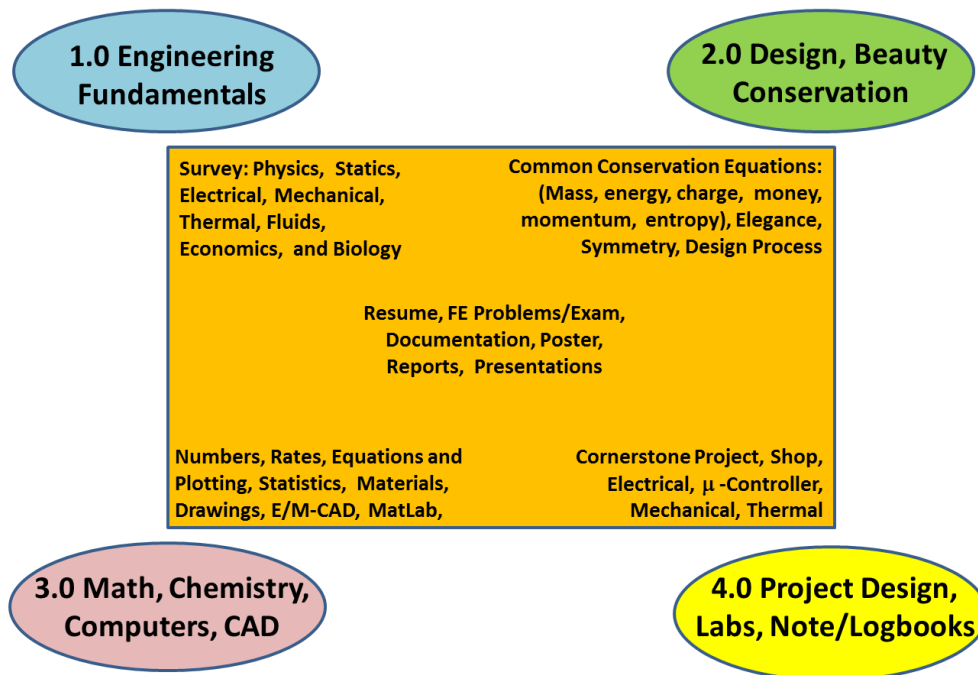 1.0 Engineering
Fundamentals
2.0 Design, Beauty
Conservation
Survey: Physics, Statics,
Electrical, Mechanical,
Thermal, Fluids,
Economics, and Biology
Common Conservation Equations:
(Mass, energy, charge, money,
momentum, entropy), Elegance,
Symmetry, Design Process
Resume, FE Problems/Exam,
Documentation, Poster,
Reports, Presentations
Numbers, Rates, Equations and
Plotting, Statistics, Materials,
Drawings, E/M-CAD, MatLab,
Cornerstone Project, Shop,
Electrical, μ -Controller,
Mechanical, Thermal
3.0 Math, Chemistry,
Computers, CAD
4.0 Project Design,
Labs, Note/Logbooks